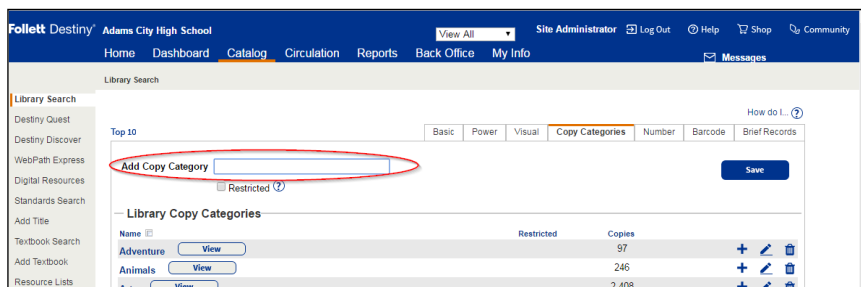 Follett Destiny® Adams City High School View All Site Administrator Log Out Help Shop Community
Home Dashboard Catalog Circulation Reports Back Office My Info Messages
Library Search
Library Search
How do I... ?
Destiny Quest
Top 10 Basic Power Visual Copy Categories Number Barcode Brief Records
Destiny Discover
WebPath Express
Add Copy Category Save
Digital Resources
Restricted ?
Standards Search
Library Copy Categories
Add Title
Name Restricted Copies
Textbook Search
Adventure View 97
Add Textbook
Animals View 246
Resource Lists
View 2,408